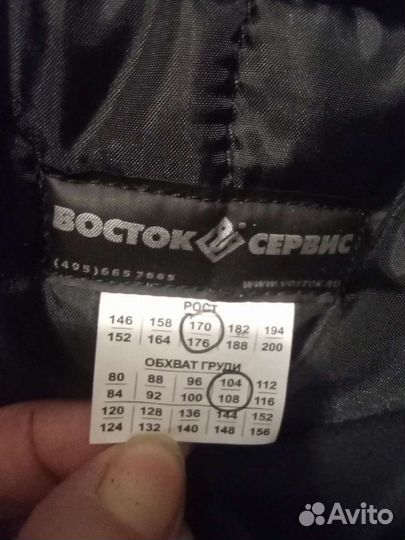 ВОСТОК СЕРВИС
(495)6657665 WWW.VOSTOK.RU
РОСТ
146 158 170 182 194
152 164 176 188 200
ОБХВАТ ГРУДИ
80 88 96 104 112
84 92 100 108 116
120 128 136 144 152
124 132 140 148 156
Avito